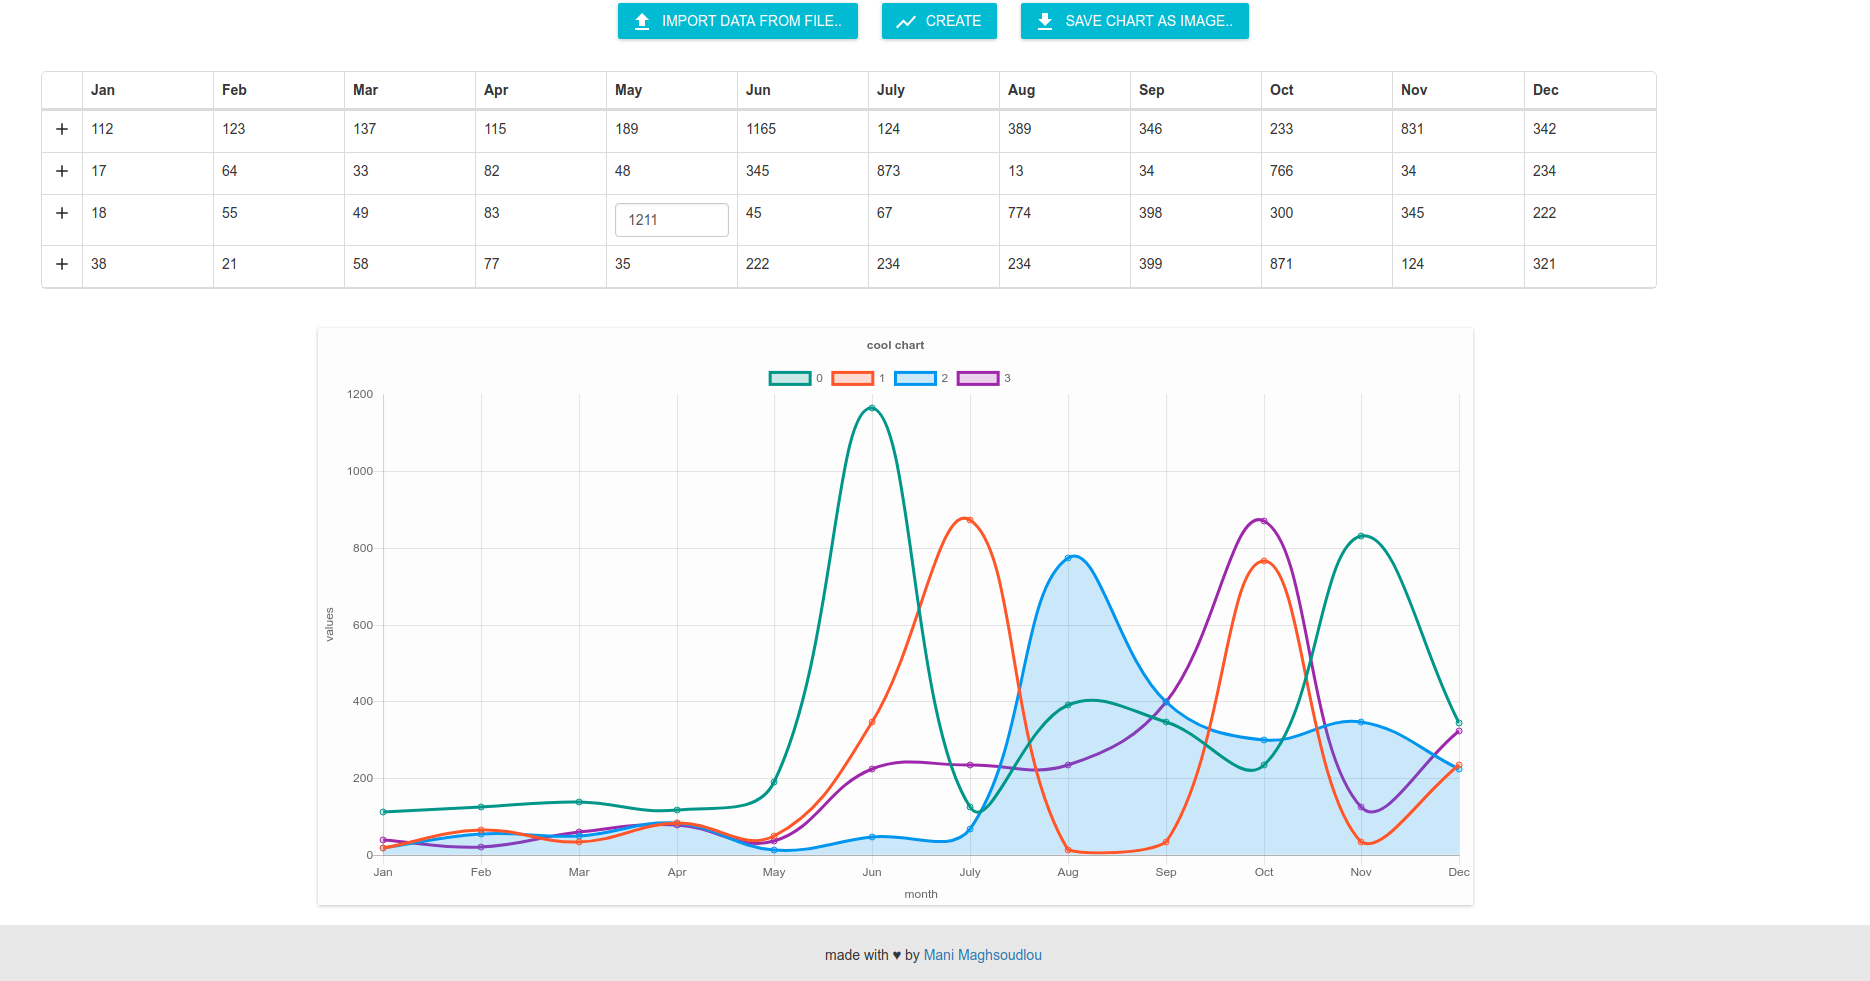 IMPORT DATA FROM FILE.. CREATE SAVE CHART AS IMAGE..
Jan Feb Mar Apr May Jun July Aug Sep Oct Nov Dec
+ 112 123 137 115 189 1165 124 389 346 233 831 342
+ 17 64 33 82 48 345 873 13 34 766 34 234
+ 18 55 49 83 1211 45 67 774 398 300 345 222
+ 38 21 58 77 35 222 234 234 399 871 124 321
cool chart
0 1 2 3
1200
1000
800
600
400
200
0
values
Jan Feb Mar Apr May Jun July Aug Sep Oct Nov Dec
month
made with ♥ by Mani Maghsoudlou